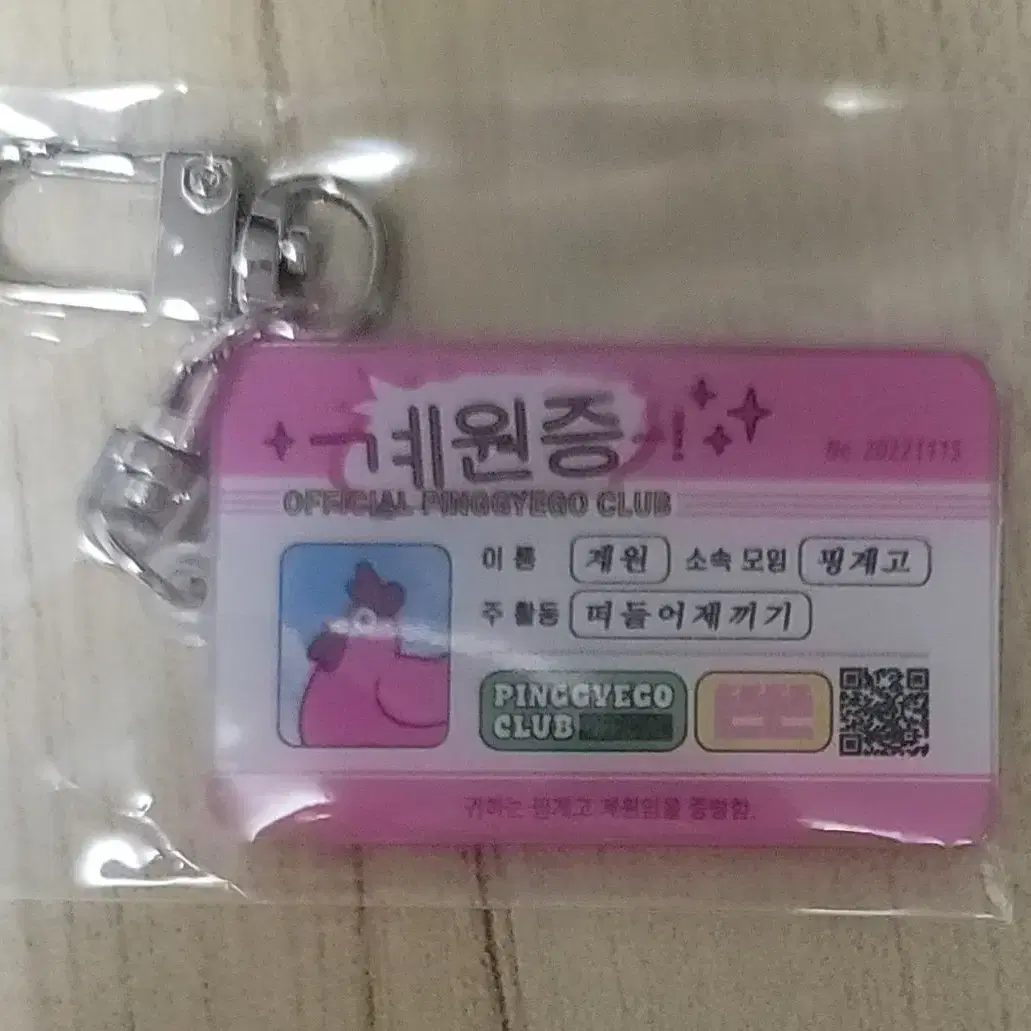 계원증
No 20221113
OFFICIAL PINGGYEGO CLUB
이 름 계원 소속 모임 핑계고
주 활동 떠들어재끼기
PINGGYEGO
CLUB
귀하는 핑계고 계원임을 증명함.